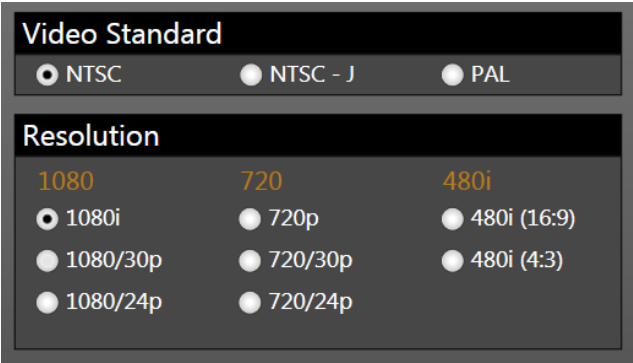 Video Standard
NTSC NTSC - J PAL
Resolution
1080 720 480i
1080i 720p 480i (16:9)
1080/30p 720/30p 480i (4:3)
1080/24p 720/24p